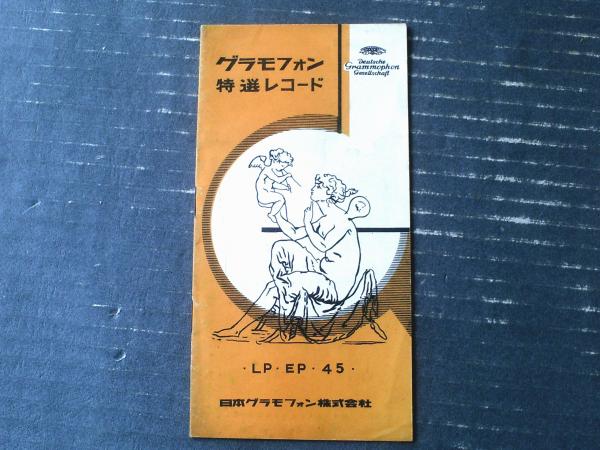 グラモフォン
特選レコード
Deutsche
Grammophon
Gesellschaft
・LP・EP・45・
日本グラモフォン株式会社